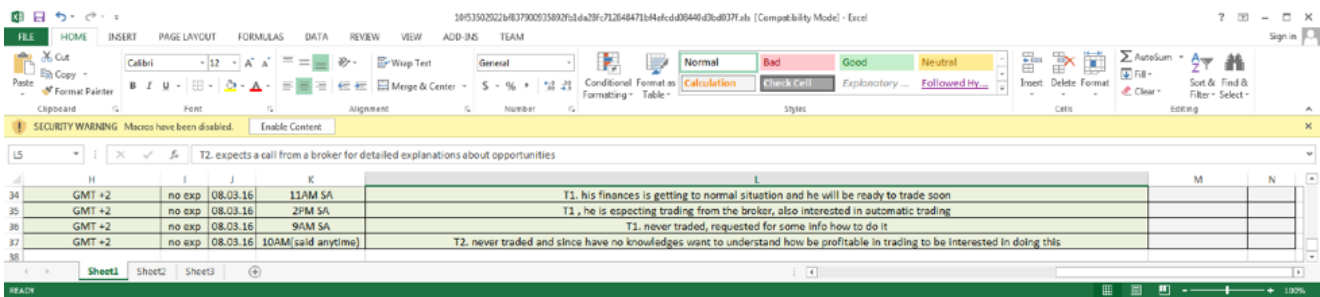 10f53502922bf837900935892fb1da28fc712848471bf4efcdd08440d3bd037f.xls [Compatibility Mode] - Excel
FILE HOME INSERT PAGE LAYOUT FORMULAS DATA REVIEW VIEW ADD-INS TEAM Sign in
Cut
Copy
Format Painter
Paste
Clipboard
Calibri 12
B I U
Font
Wrap Text
Merge & Center
Alignment
General
$ - %
Number
Conditional Formatting
Format as Table
Normal Bad Good Neutral
Calculation Check Cell Explanatory ... Followed Hy...
Styles
Insert Delete Format
Cells
AutoSum
Fill
Clear
Sort & Filter
Find & Select
Editing
SECURITY WARNING Macros have been disabled. Enable Content
L5 fx T2. expects a call from a broker for detailed explanations about opportunities
H I J K L M N
34 GMT +2 no exp 08.03.16 11AM SA T1. his finances is getting to normal situation and he will be ready to trade soon
35 GMT +2 no exp 08.03.16 2PM SA T1 , he is especting trading from the broker, also interested in automatic trading
36 GMT +2 no exp 08.03.16 9AM SA T1. never traded, requested for some info how to do it
37 GMT +2 no exp 08.03.16 10AM(said anytime) T2. never traded and since have no knowledges want to understand how be profitable in trading to be interested in doing this
38
Sheet1 Sheet2 Sheet3
READY 100%